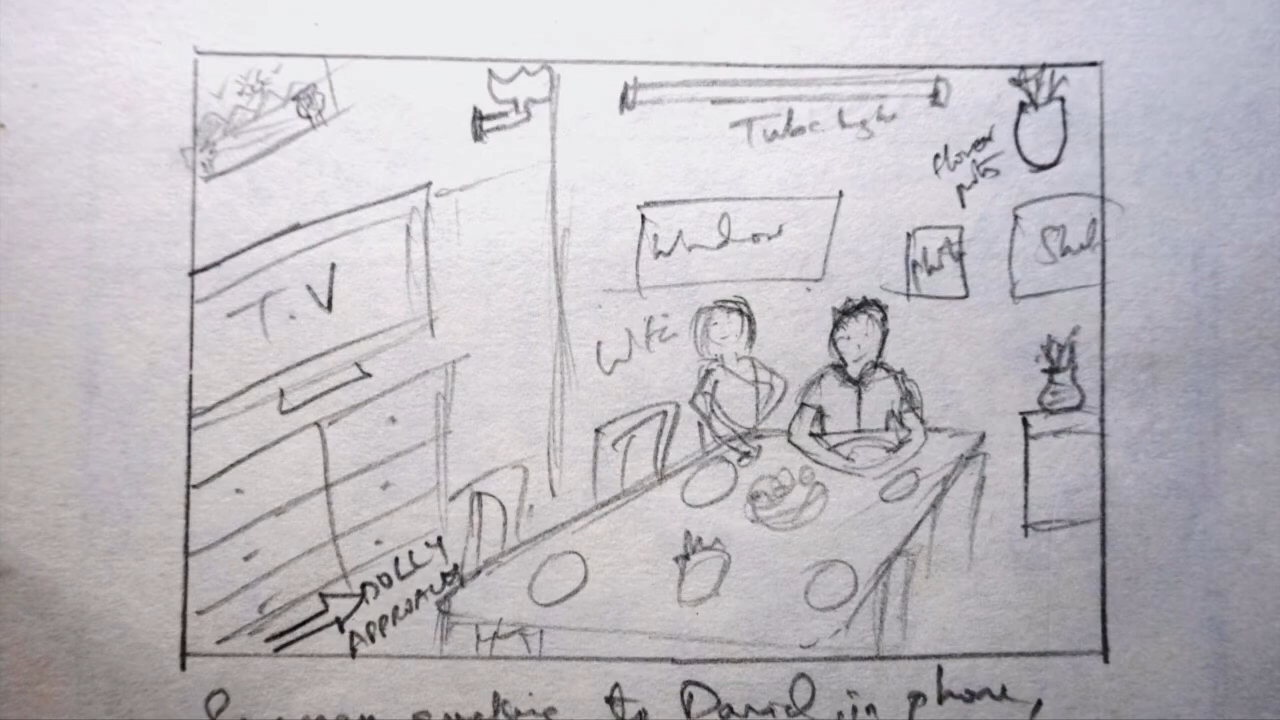 Tube light
flower
pots
Window
photo
T.V
Wife
DOLLY
APPROACH
to David in phone,